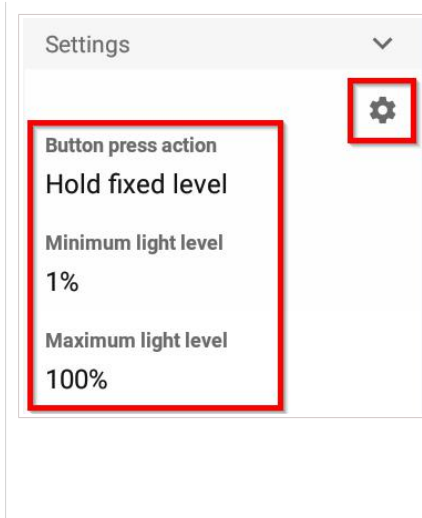 Settings
Button press action
Hold fixed level
Minimum light level
1%
Maximum light level
100%